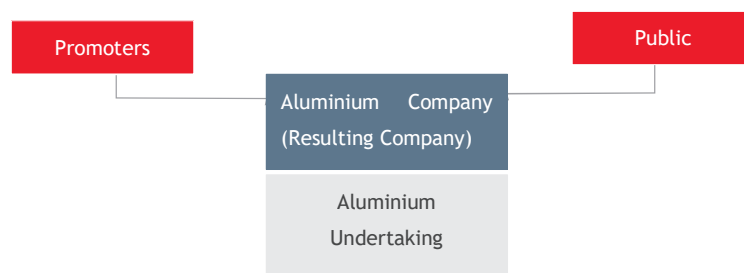 Promoters
Public
Aluminium Company
(Resulting Company)
Aluminium
Undertaking